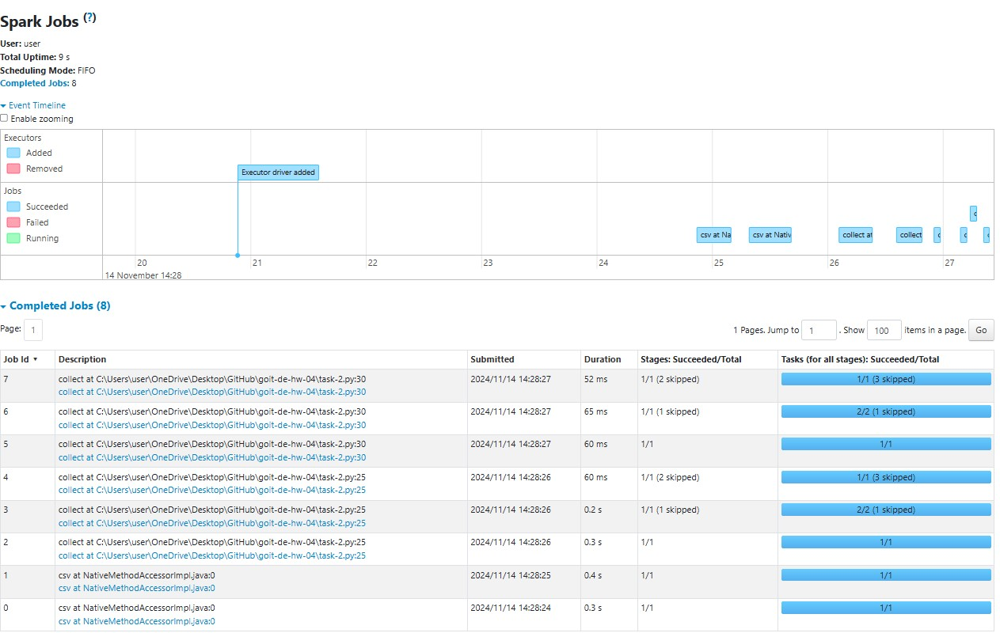 Spark Jobs (?)
User: user
Total Uptime: 9 s
Scheduling Mode: FIFO
Completed Jobs: 8
Event Timeline
Enable zooming
Executors
Added
Removed
Executor driver added
Jobs
Succeeded
Failed
Running
csv at Na csv at Nativ collect at collect c c c c
20 21 22 23 24 25 26 27
14 November 14:28
Completed Jobs (8)
Page: 1 1 Pages. Jump to 1 . Show 100 items in a page. Go
Job Id ▾ Description Submitted Duration Stages: Succeeded/Total Tasks (for all stages): Succeeded/Total
7 collect at C:\Users\user\OneDrive\Desktop\GitHub\goit-de-hw-04\task-2.py:30 2024/11/14 14:28:27 52 ms 1/1 (2 skipped) 1/1 (3 skipped)
collect at C:\Users\user\OneDrive\Desktop\GitHub\goit-de-hw-04\task-2.py:30
6 collect at C:\Users\user\OneDrive\Desktop\GitHub\goit-de-hw-04\task-2.py:30 2024/11/14 14:28:27 65 ms 1/1 (1 skipped) 2/2 (1 skipped)
collect at C:\Users\user\OneDrive\Desktop\GitHub\goit-de-hw-04\task-2.py:30
5 collect at C:\Users\user\OneDrive\Desktop\GitHub\goit-de-hw-04\task-2.py:30 2024/11/14 14:28:27 60 ms 1/1 1/1
collect at C:\Users\user\OneDrive\Desktop\GitHub\goit-de-hw-04\task-2.py:30
4 collect at C:\Users\user\OneDrive\Desktop\GitHub\goit-de-hw-04\task-2.py:25 2024/11/14 14:28:26 60 ms 1/1 (2 skipped) 1/1 (3 skipped)
collect at C:\Users\user\OneDrive\Desktop\GitHub\goit-de-hw-04\task-2.py:25
3 collect at C:\Users\user\OneDrive\Desktop\GitHub\goit-de-hw-04\task-2.py:25 2024/11/14 14:28:26 0.2 s 1/1 (1 skipped) 2/2 (1 skipped)
collect at C:\Users\user\OneDrive\Desktop\GitHub\goit-de-hw-04\task-2.py:25
2 collect at C:\Users\user\OneDrive\Desktop\GitHub\goit-de-hw-04\task-2.py:25 2024/11/14 14:28:26 0.3 s 1/1 1/1
collect at C:\Users\user\OneDrive\Desktop\GitHub\goit-de-hw-04\task-2.py:25
1 csv at NativeMethodAccessorImpl.java:0 2024/11/14 14:28:25 0.4 s 1/1 1/1
csv at NativeMethodAccessorImpl.java:0
0 csv at NativeMethodAccessorImpl.java:0 2024/11/14 14:28:24 0.3 s 1/1 1/1
csv at NativeMethodAccessorImpl.java:0